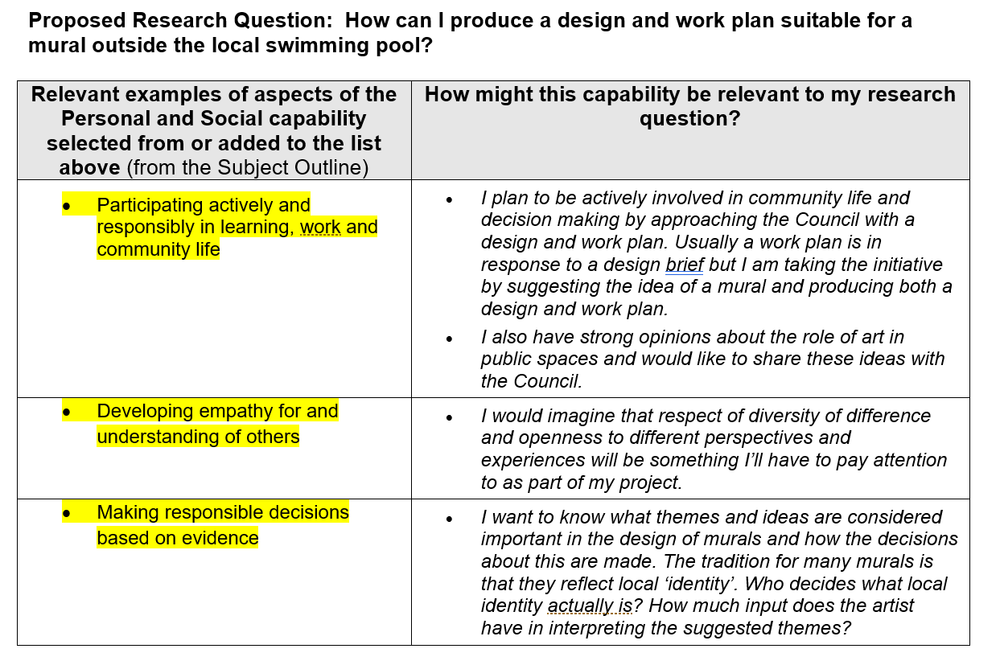 Proposed Research Question:  How can I produce a design and work plan suitable for a
mural outside the local swimming pool?
Relevant examples of aspects of the
Personal and Social capability
selected from or added to the list
above (from the Subject Outline)
How might this capability be relevant to my research
question?
• Participating actively and
responsibly in learning, work and
community life
• I plan to be actively involved in community life and
decision making by approaching the Council with a
design and work plan. Usually a work plan is in
response to a design brief but I am taking the initiative
by suggesting the idea of a mural and producing both a
design and work plan.
• I also have strong opinions about the role of art in
public spaces and would like to share these ideas with
the Council.
• Developing empathy for and
understanding of others
• I would imagine that respect of diversity of difference
and openness to different perspectives and
experiences will be something I’ll have to pay attention
to as part of my project.
• Making responsible decisions
based on evidence
• I want to know what themes and ideas are considered
important in the design of murals and how the decisions
about this are made. The tradition for many murals is
that they reflect local ‘identity’. Who decides what local
identity actually is? How much input does the artist
have in interpreting the suggested themes?